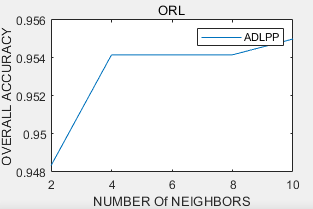 ORL
ADLPP
OVERALL ACCURACY
0.956
0.954
0.952
0.95
0.948
2 4 6 8 10
NUMBER Of NEIGHBORS